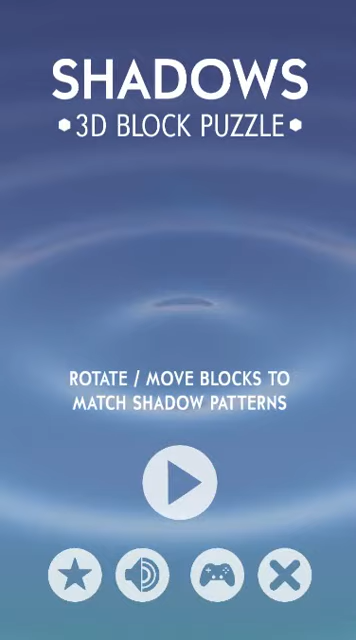 SHADOWS
3D BLOCK PUZZLE
ROTATE / MOVE BLOCKS TO
MATCH SHADOW PATTERNS